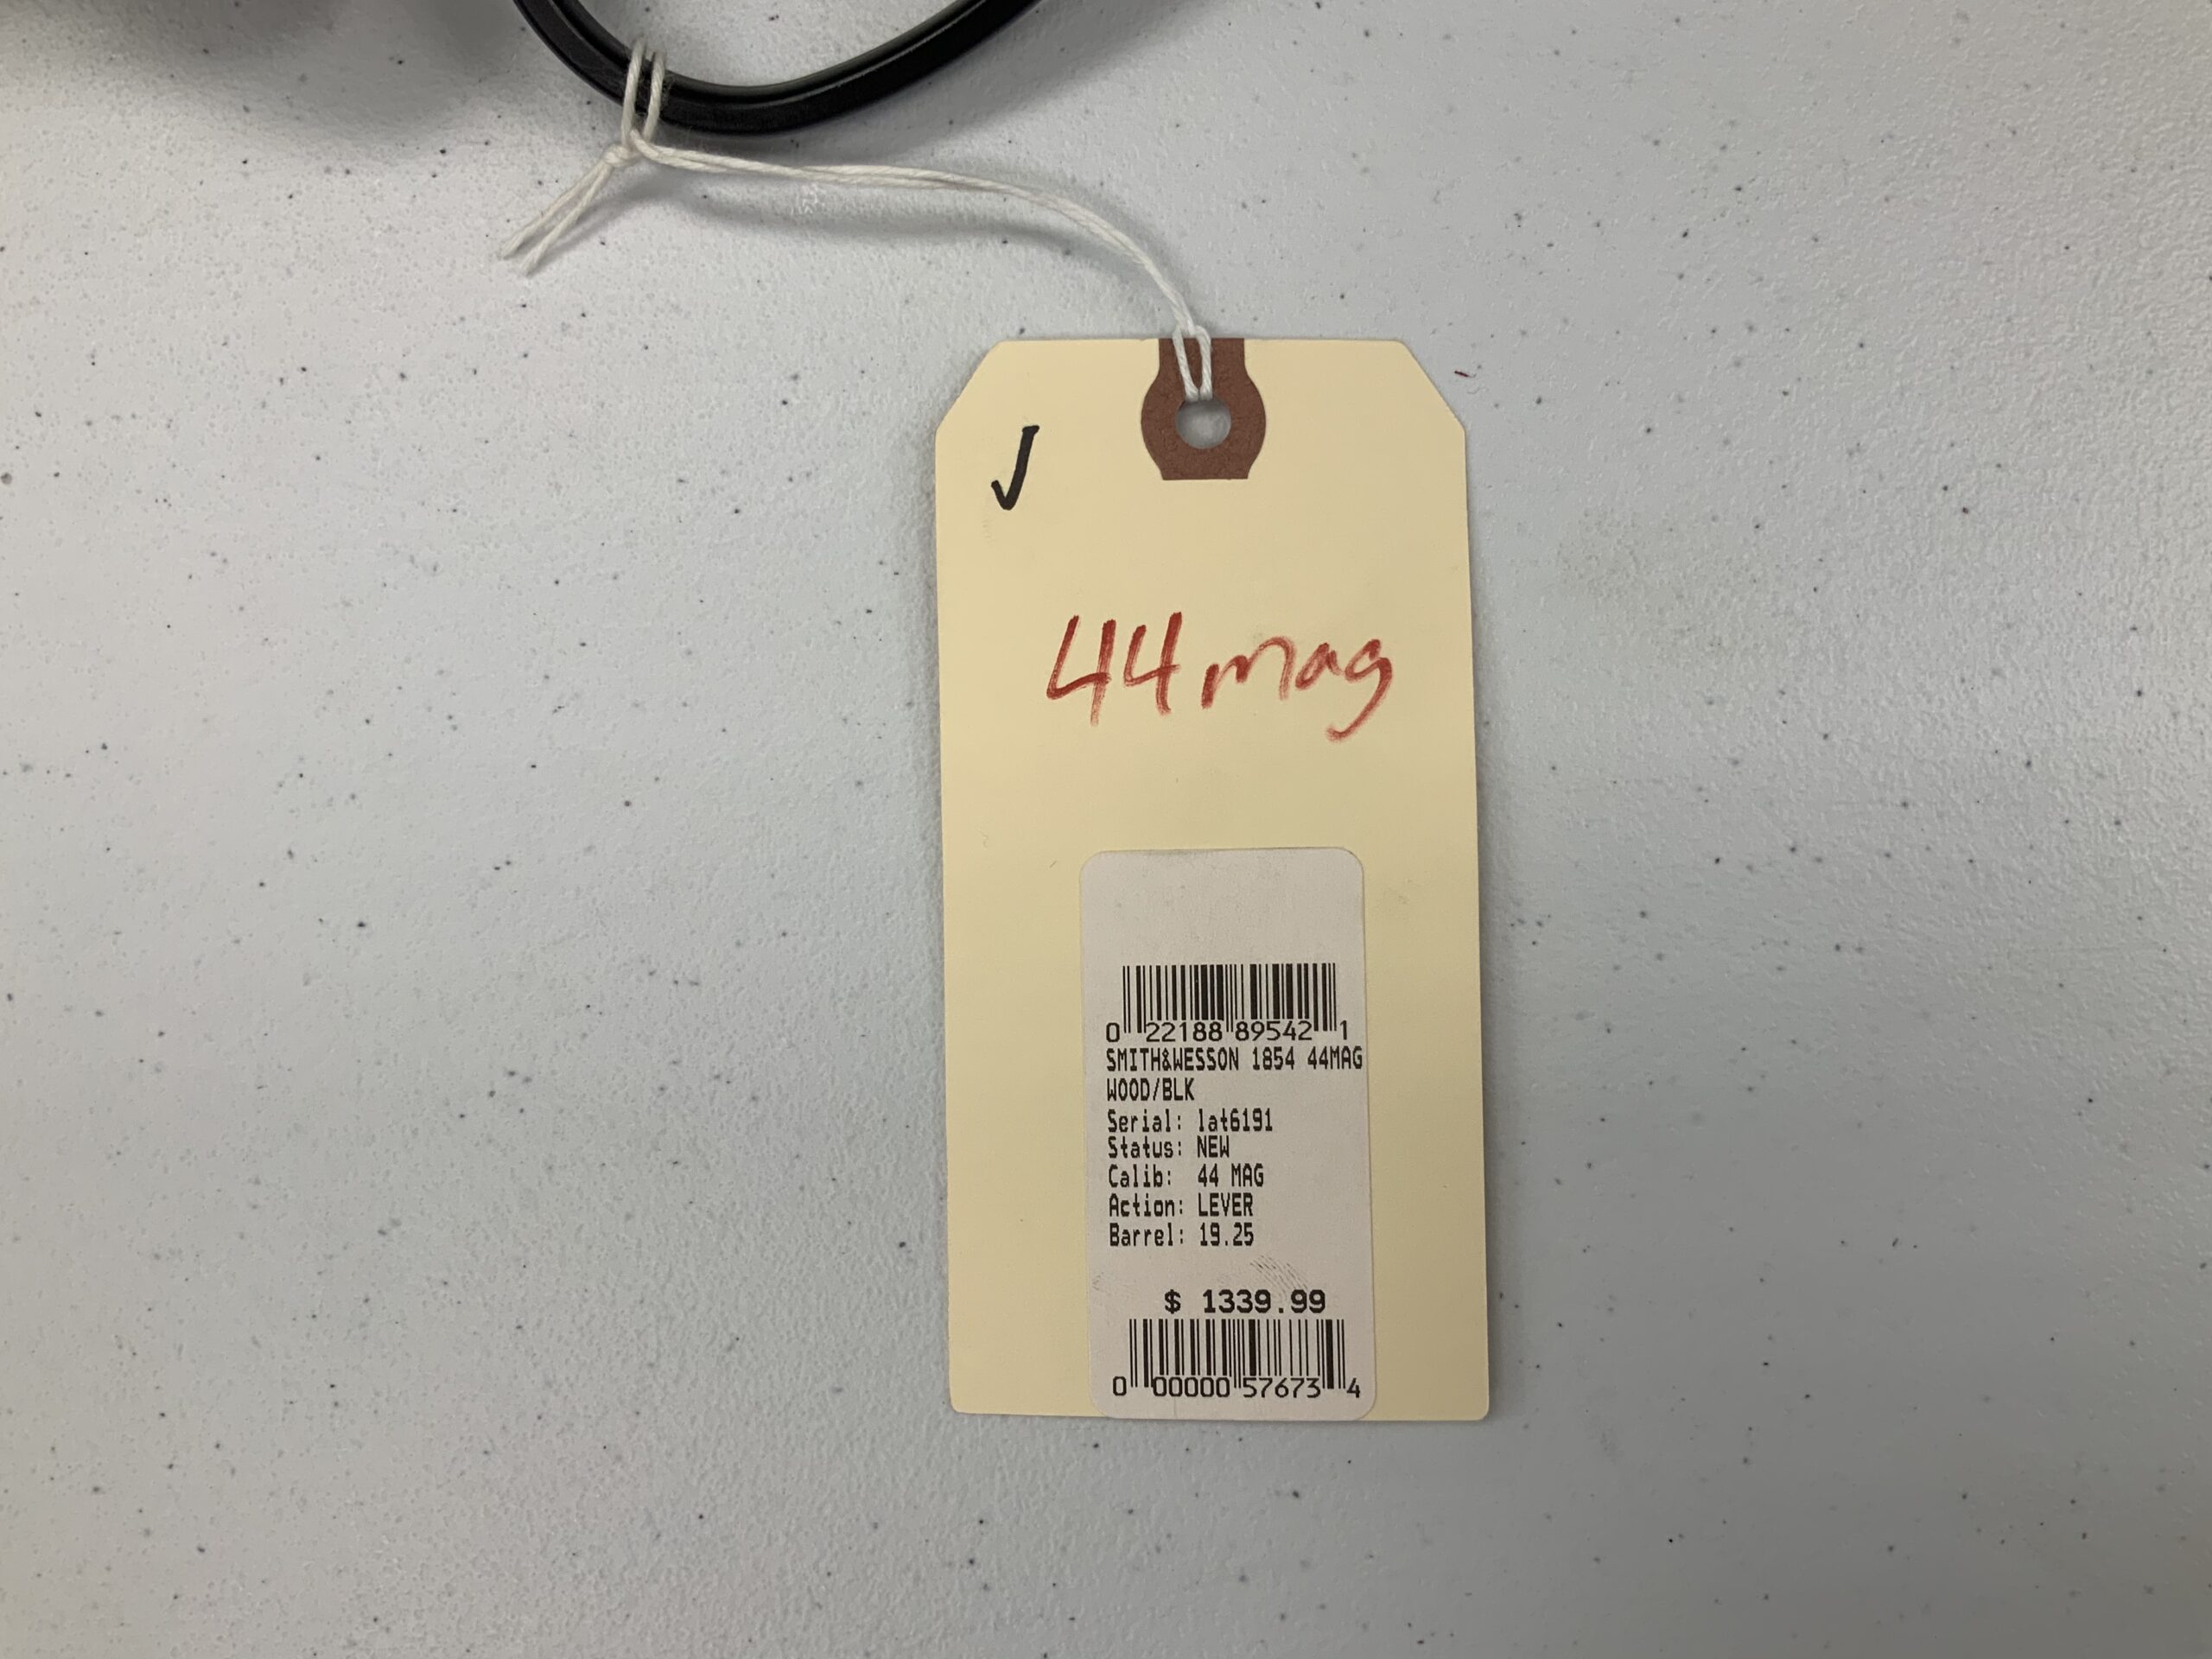 ✓
44 mag
0 22188 89542 1
SMITH&WESSON 1854 44MAG
WOOD/BLK
Serial: lat6191
Status: NEW
Calib: 44 MAG
Action: LEVER
Barrel: 19.25
$ 1339.99
0 00000 57673 4